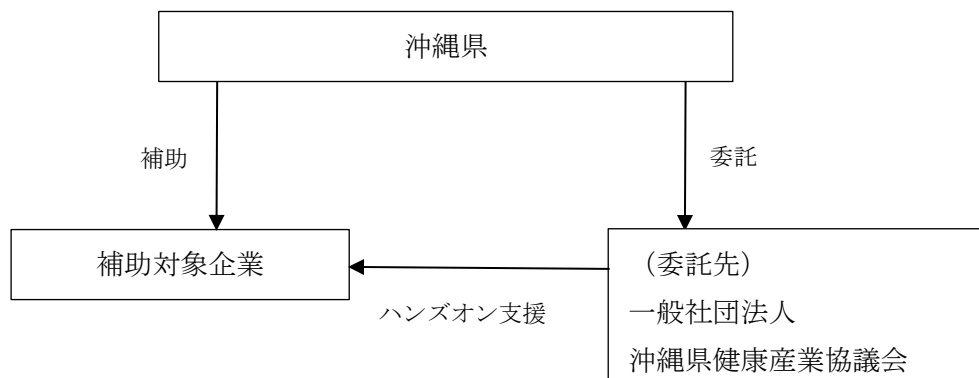 沖縄県
補助
委託
補助対象企業
ハンズオン支援
（委託先）
一般社団法人
沖縄県健康産業協議会